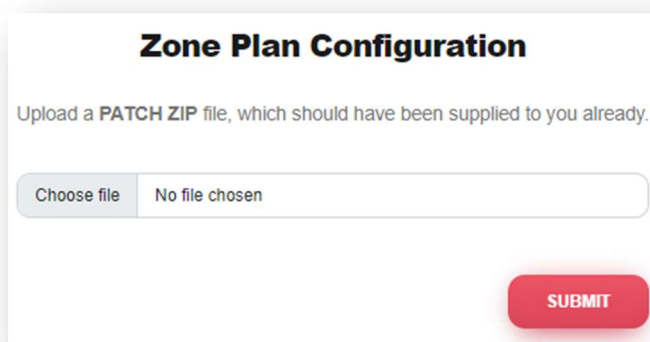 Zone Plan Configuration
Upload a PATCH ZIP file, which should have been supplied to you already.
Choose file No file chosen
SUBMIT